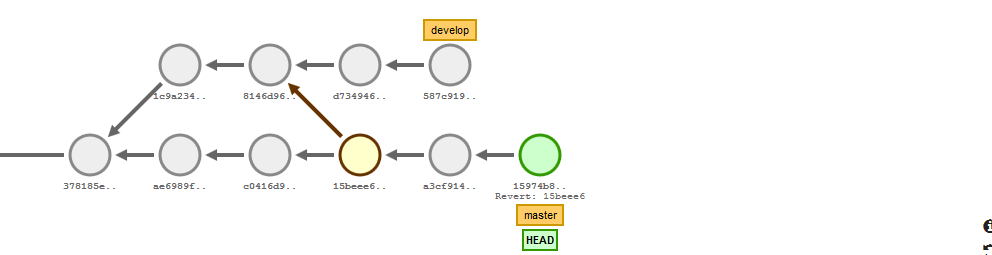 develop
1c9a234..
8146d96..
d734946..
587c919..
378185e..
ae6989f..
c0416d9..
15beee6..
a3cf914..
15974b8..
Revert: 15beee6
master
HEAD